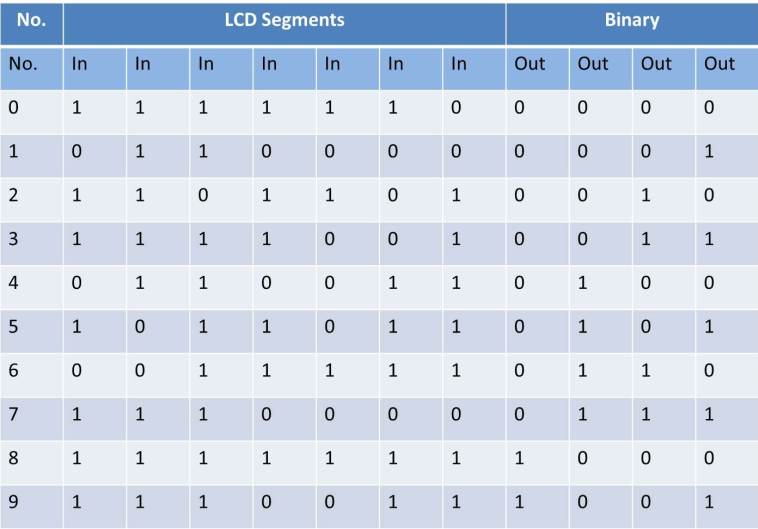 No. LCD Segments Binary
No. In In In In In In In Out Out Out Out
0 1 1 1 1 1 1 0 0 0 0 0
1 0 1 1 0 0 0 0 0 0 0 1
2 1 1 0 1 1 0 1 0 0 1 0
3 1 1 1 1 0 0 1 0 0 1 1
4 0 1 1 0 0 1 1 0 1 0 0
5 1 0 1 1 0 1 1 0 1 0 1
6 0 0 1 1 1 1 1 0 1 1 0
7 1 1 1 0 0 0 0 0 1 1 1
8 1 1 1 1 1 1 1 1 0 0 0
9 1 1 1 0 0 1 1 1 0 0 1